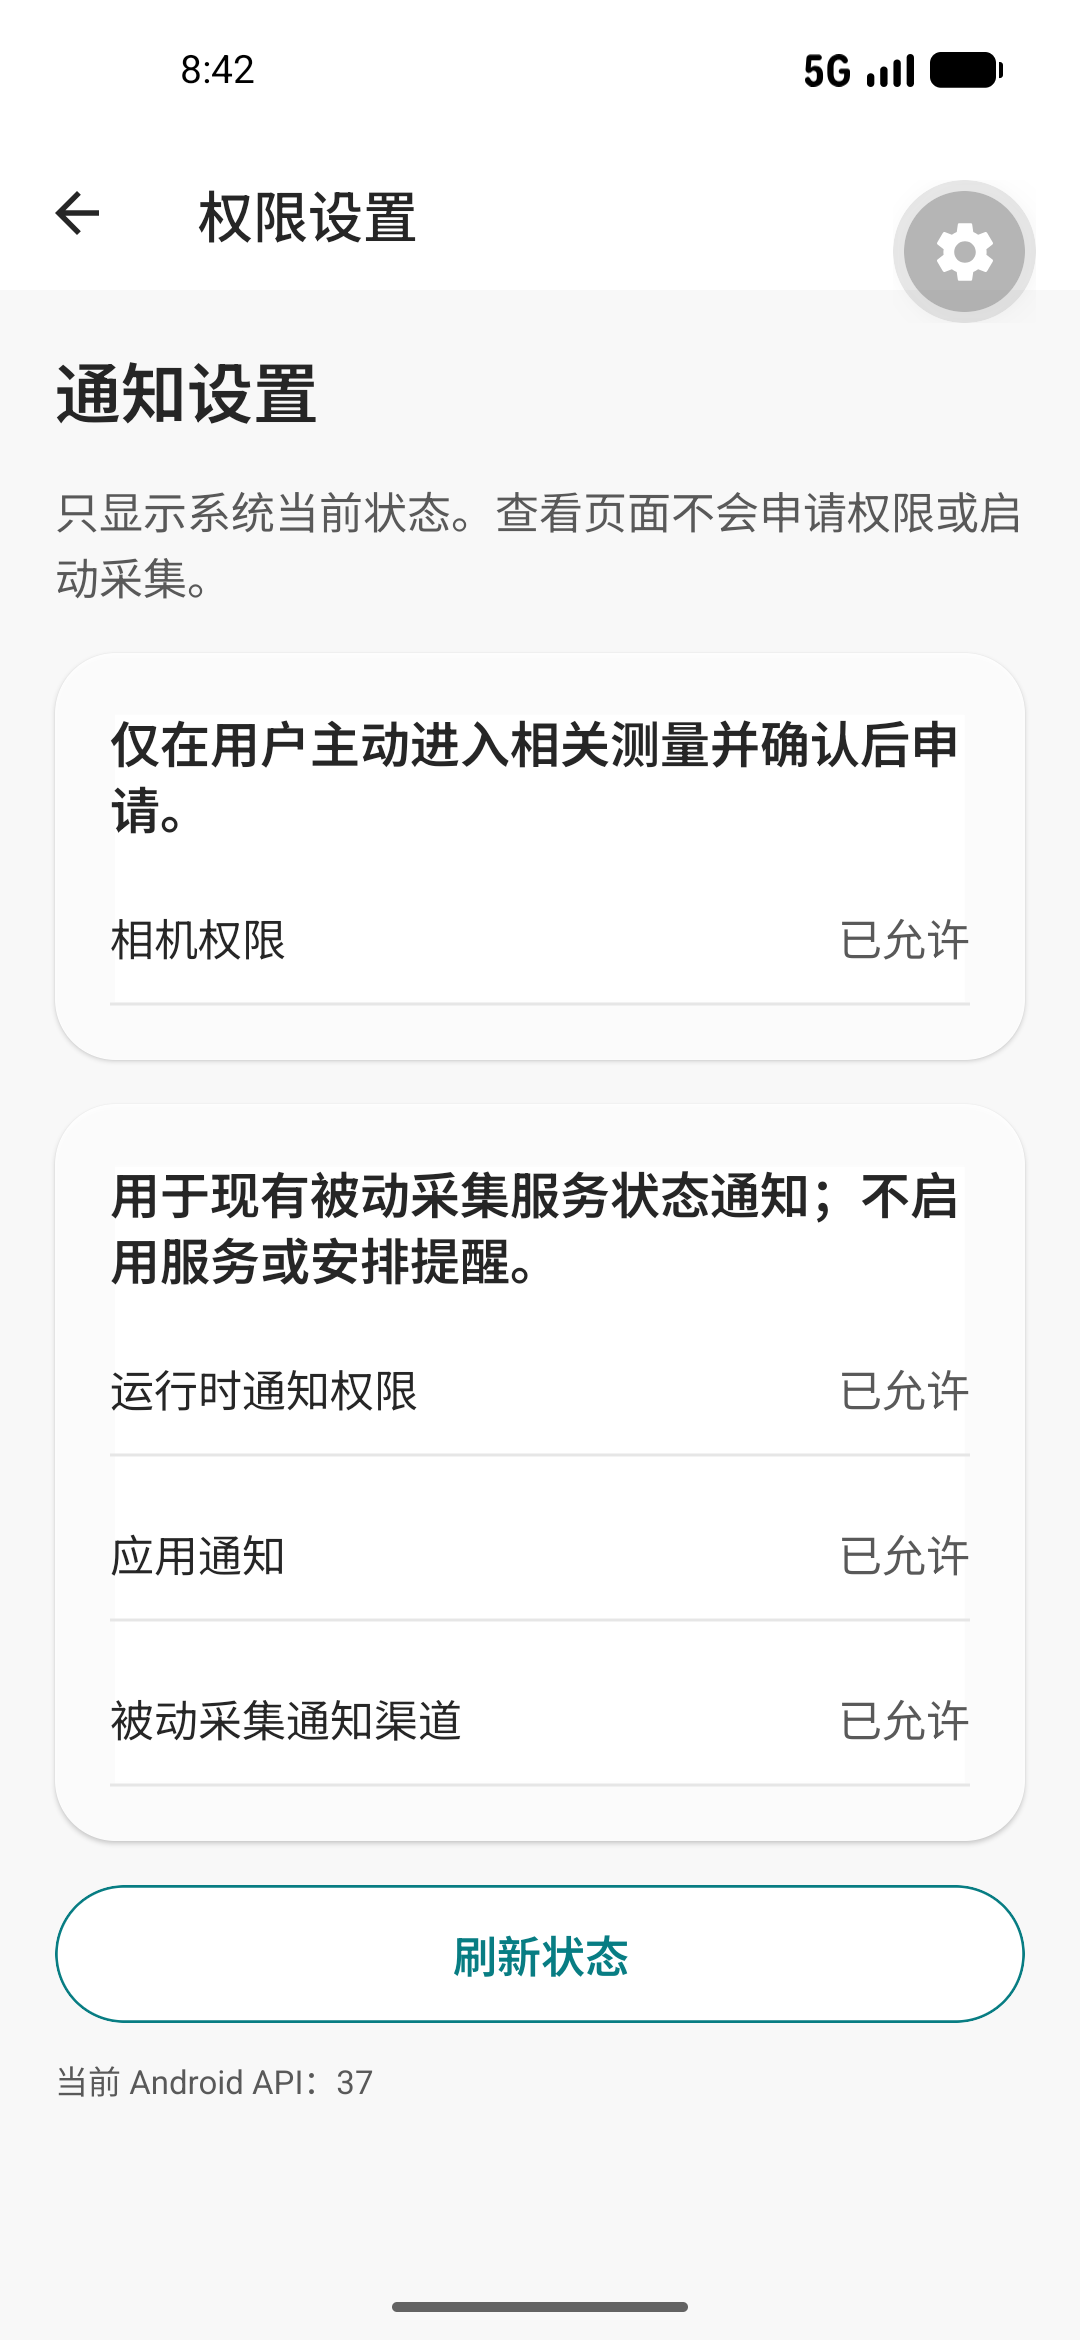 8:42
5G
权限设置
通知设置
只显示系统当前状态。查看页面不会申请权限或启
动采集。
仅在用户主动进入相关测量并确认后申
请。
相机权限
已允许
用于现有被动采集服务状态通知；不启
用服务或安排提醒。
运行时通知权限
已允许
应用通知
已允许
被动采集通知渠道
已允许
刷新状态
当前 Android API：37